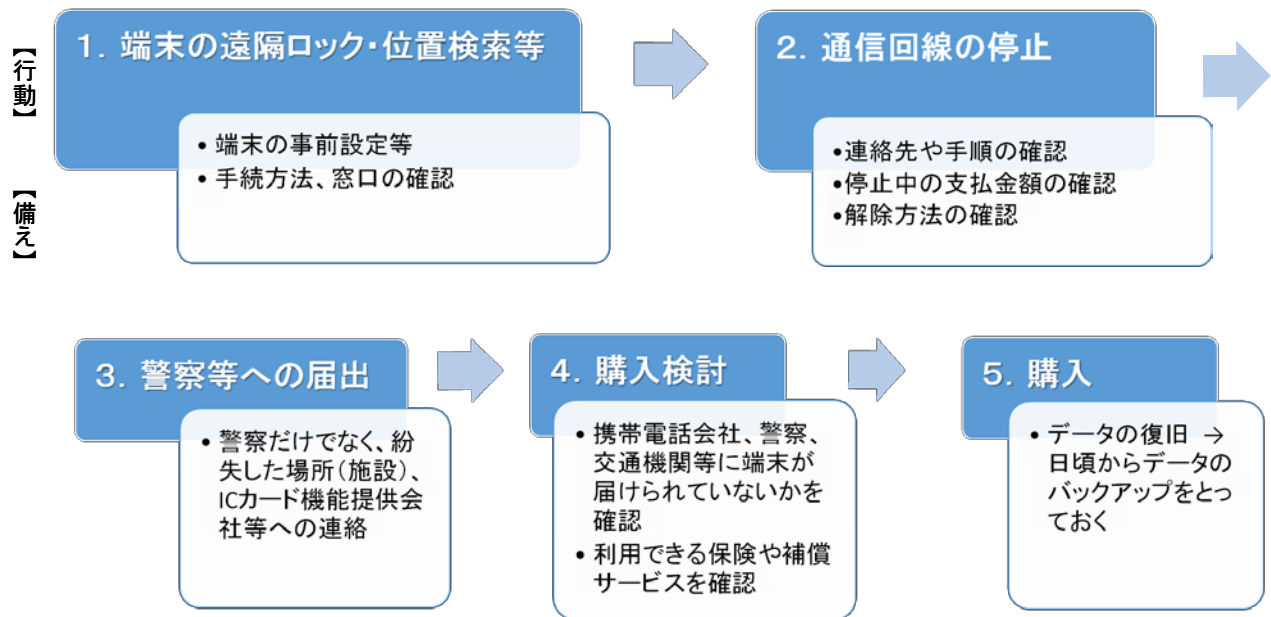 【行動】
1. 端末の遠隔ロック・位置検索等
2. 通信回線の停止
【備え】
• 端末の事前設定等
• 手続方法、窓口の確認
•連絡先や手順の確認
•停止中の支払金額の確認
•解除方法の確認
3. 警察等への届出
• 警察だけでなく、紛
失した場所(施設)、
ICカード機能提供会
社等への連絡
4. 購入検討
• 携帯電話会社、警察、
交通機関等に端末が
届けられていないかを
確認
• 利用できる保険や補償
サービスを確認
5. 購入
• データの復旧 →
日頃からデータの
バックアップをとっ
ておく